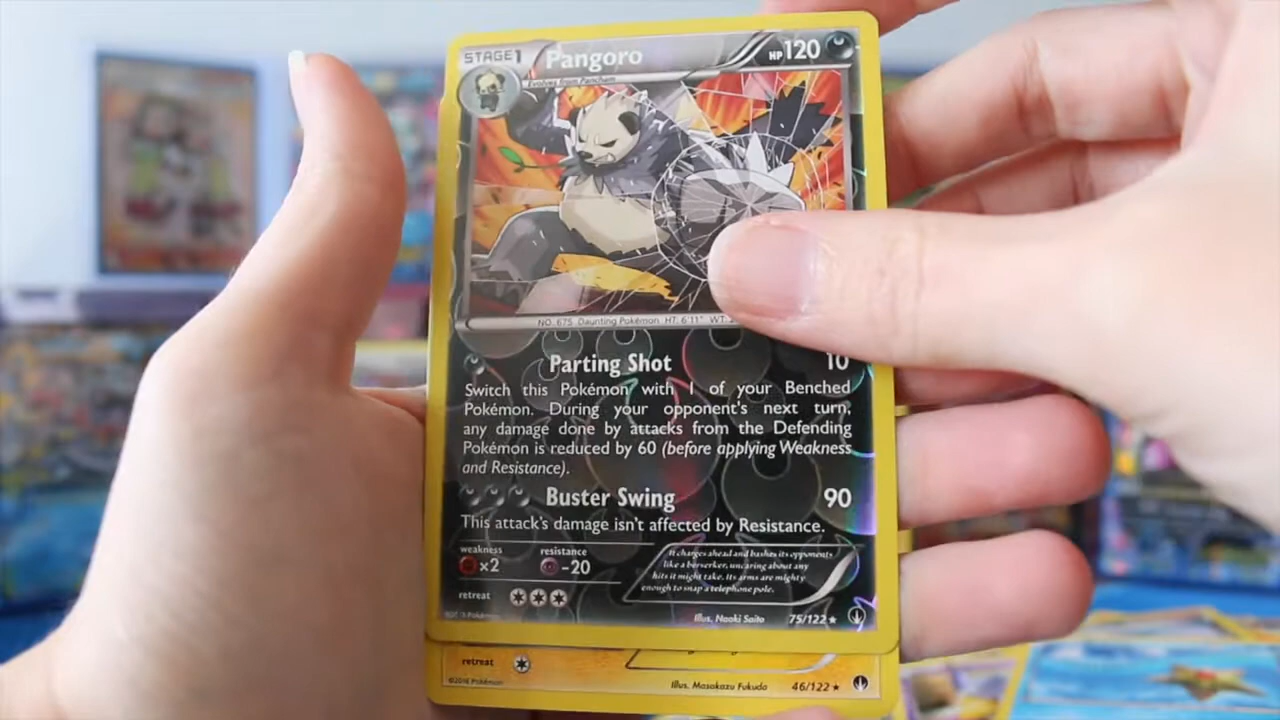 STAGE1 Pangoro HP120
Evolves from Pancham
NO. 675 Daunting Pokémon HT: 6'11" WT:
Parting Shot 10
Switch this Pokémon with 1 of your Benched
Pokémon. During your opponent's next turn,
any damage done by attacks from the Defending
Pokémon is reduced by 60 (before applying Weakness
and Resistance).
Buster Swing 90
This attack's damage isn't affected by Resistance.
weakness resistance
×2 -20
retreat
It charges ahead and bashes its opponents
like a berserker, uncaring about any
hits it might take. Its arms are mighty
enough to snap a telephone pole.
Illus. Naoki Saito 75/122★
retreat
©2016 Pokémon Illus. Masakazu Fukuda 46/122★